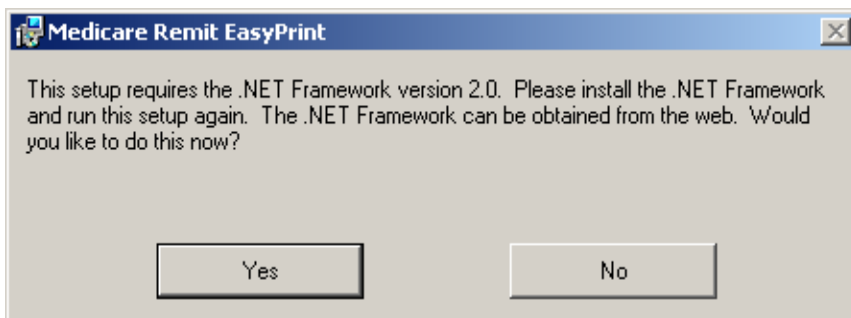 Medicare Remit EasyPrint
This setup requires the .NET Framework version 2.0. Please install the .NET Framework
and run this setup again. The .NET Framework can be obtained from the web. Would
you like to do this now?
Yes
No